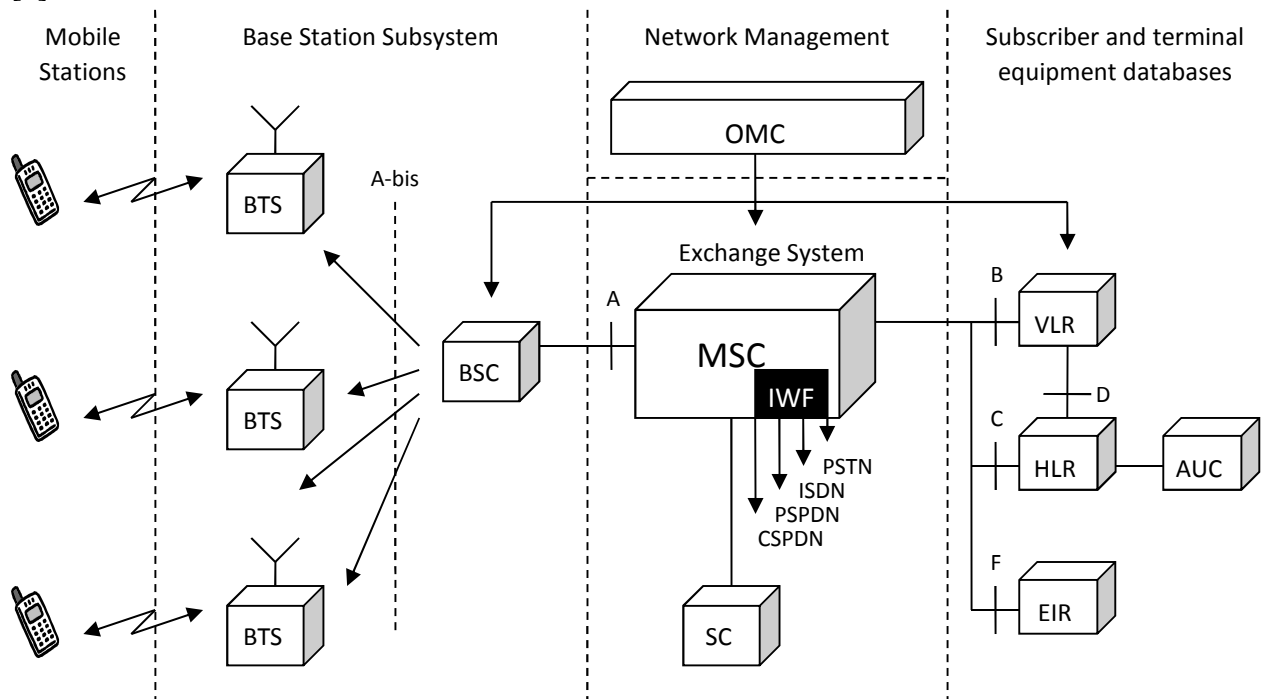 Mobile
Stations
Base Station Subsystem
Network Management
Subscriber and terminal
equipment databases
OMC
BTS
A-bis
Exchange System
A
B
VLR
BSC
MSC
IWF
BTS
D
C
HLR
AUC
PSTN
ISDN
PSPDN
CSPDN
F
BTS
SC
EIR